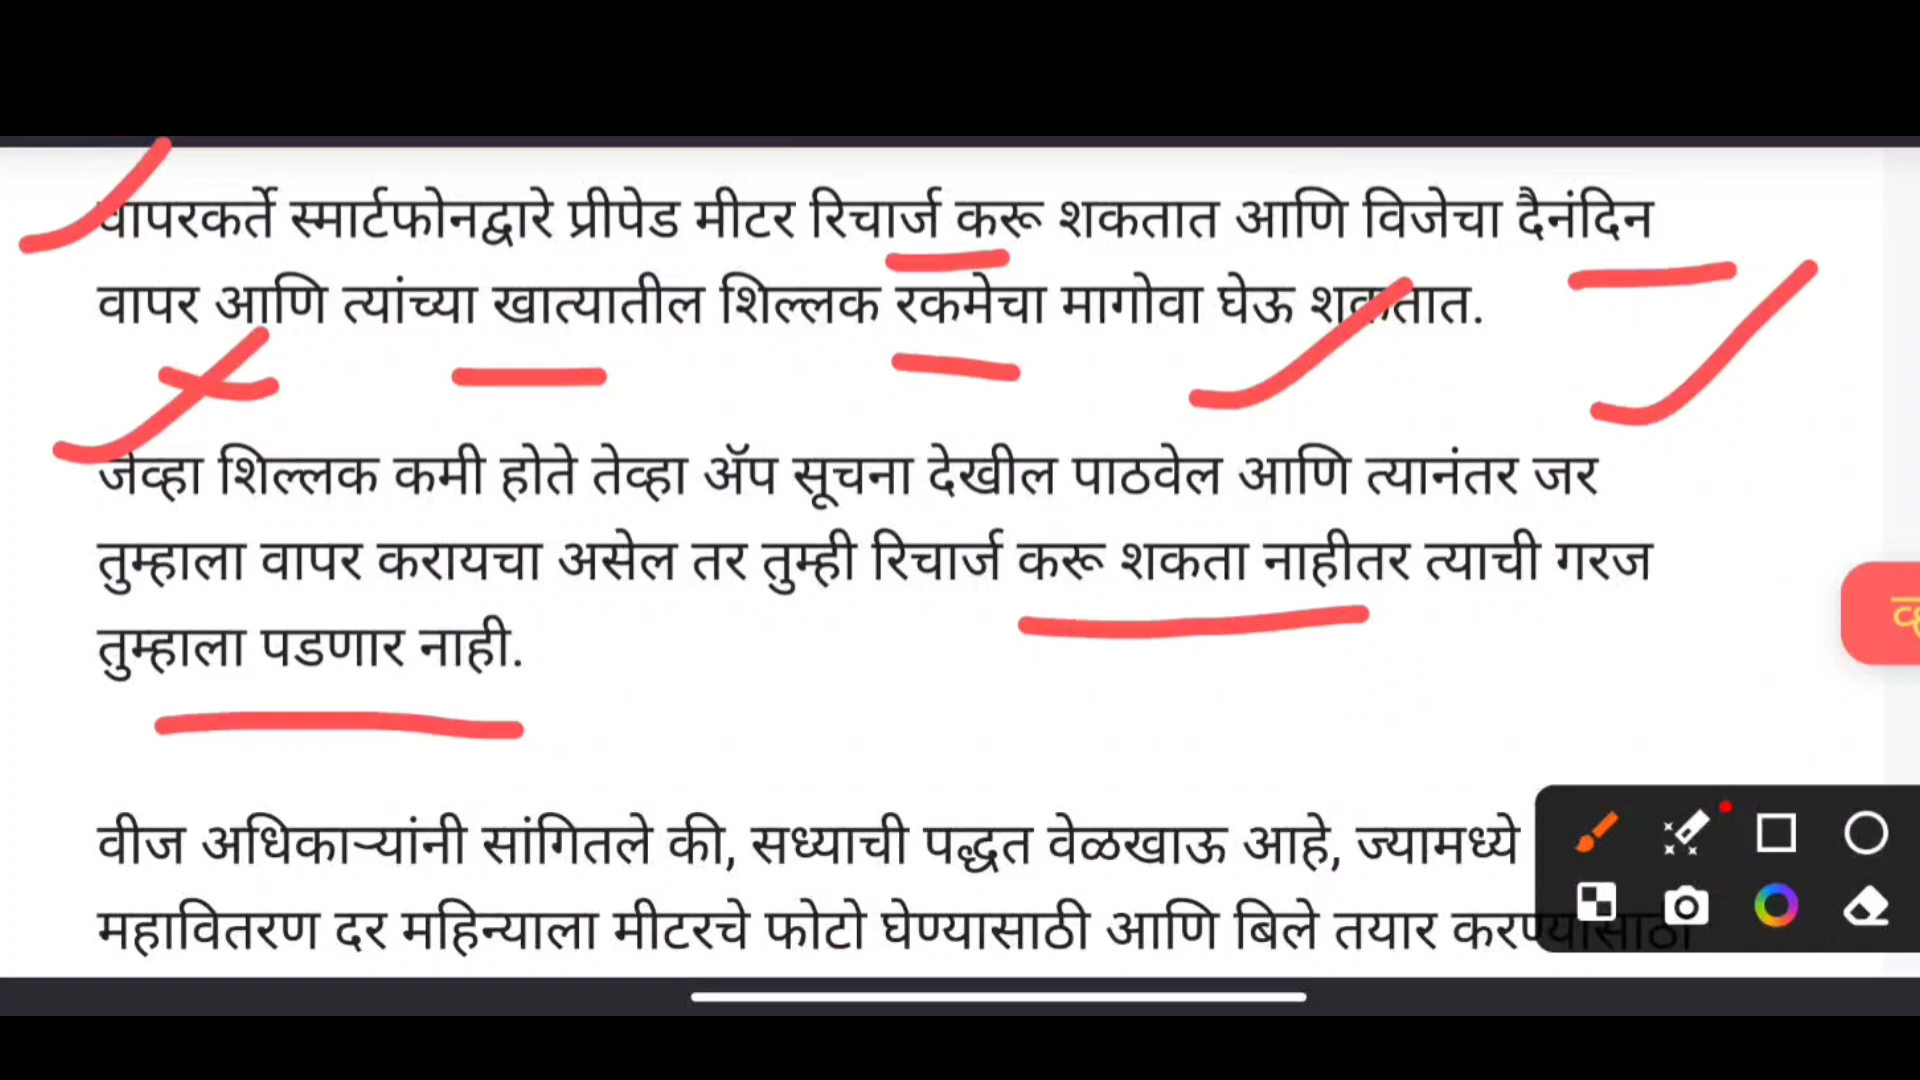 वापरकर्ते स्मार्टफोनद्वारे प्रीपेड मीटर रिचार्ज करू शकतात आणि विजेचा दैनंदिन
वापर आणि त्यांच्या खात्यातील शिल्लक रकमेचा मागोवा घेऊ शकतात.
जेव्हा शिल्लक कमी होते तेव्हा ॲप सूचना देखील पाठवेल आणि त्यानंतर जर
तुम्हाला वापर करायचा असेल तर तुम्ही रिचार्ज करू शकता नाहीतर त्याची गरज
तुम्हाला पडणार नाही.
वीज अधिकाऱ्यांनी सांगितले की, सध्याची पद्धत वेळखाऊ आहे, ज्यामध्ये
महावितरण दर महिन्याला मीटरचे फोटो घेण्यासाठी आणि बिले तयार करण्यासाठी